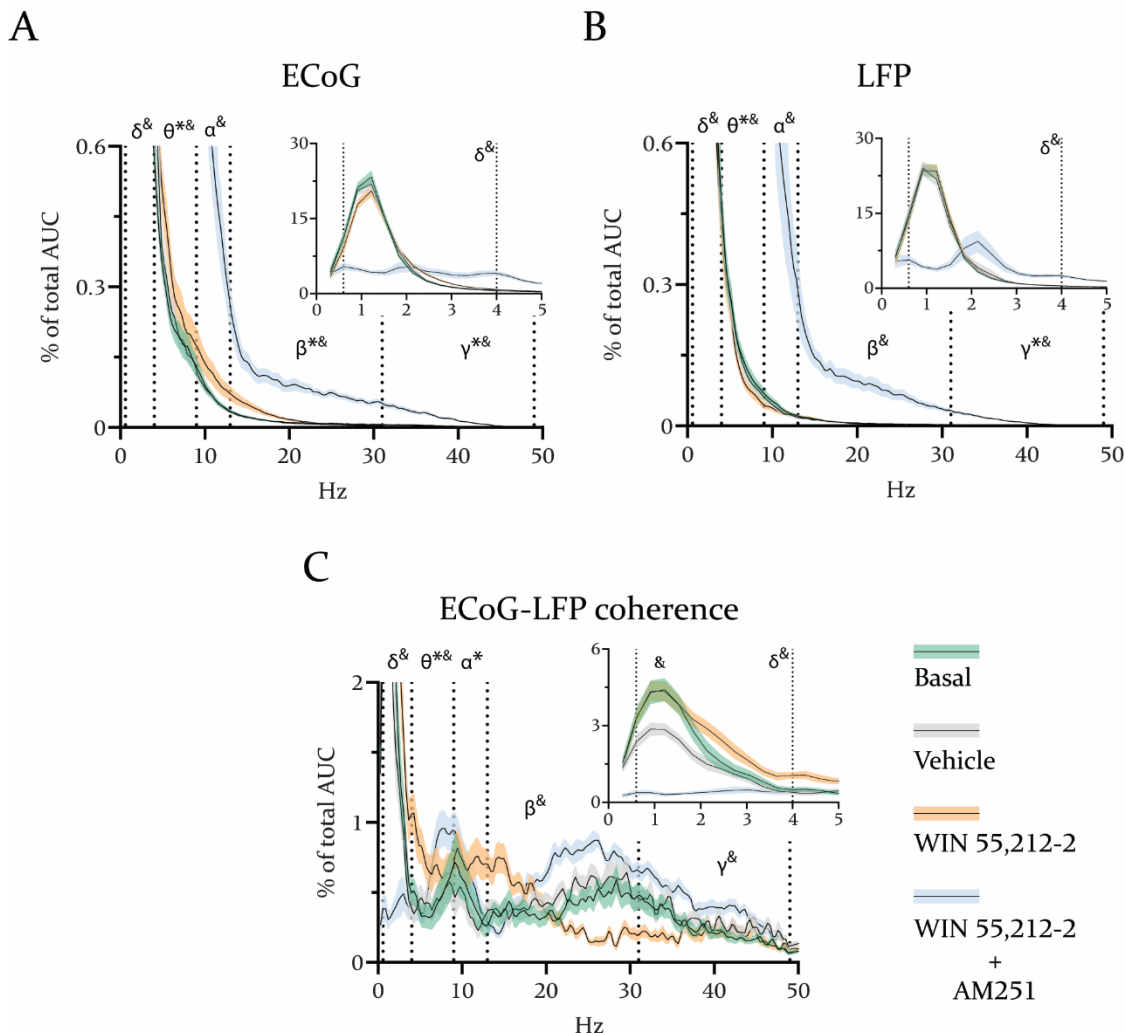 A
ECoG
% of total AUC
0.6
0.3
0
δ& θ*& α&
β*&
γ*&
30
15
0
δ&
0 1 2 3 4 5
0 10 20 30 40 50
Hz
B
LFP
% of total AUC
0.6
0.3
0
δ& θ*& α&
β&
γ*&
30
15
0
δ&
0 1 2 3 4 5
0 10 20 30 40 50
Hz
C
ECoG-LFP coherence
% of total AUC
2
1
0
δ& θ*& α*
β&
γ&
6
3
0
& δ&
0 1 2 3 4 5
0 10 20 30 40 50
Hz
Basal
Vehicle
WIN 55,212-2
WIN 55,212-2
+
AM251